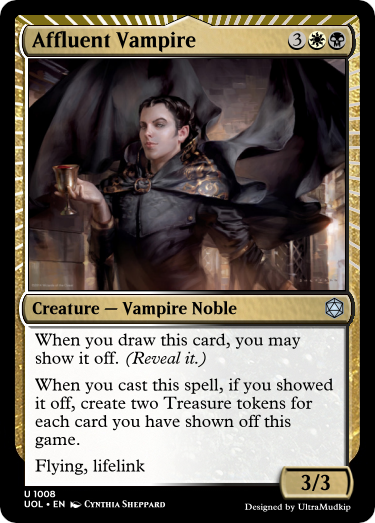 Affluent Vampire 3
Creature — Vampire Noble
When you draw this card, you may
show it off. (Reveal it.)
When you cast this spell, if you showed
it off, create two Treasure tokens for
each card you have shown off this
game.
Flying, lifelink
3/3
U 1008
UOL • EN Cynthia Sheppard
Designed by UltraMudkip